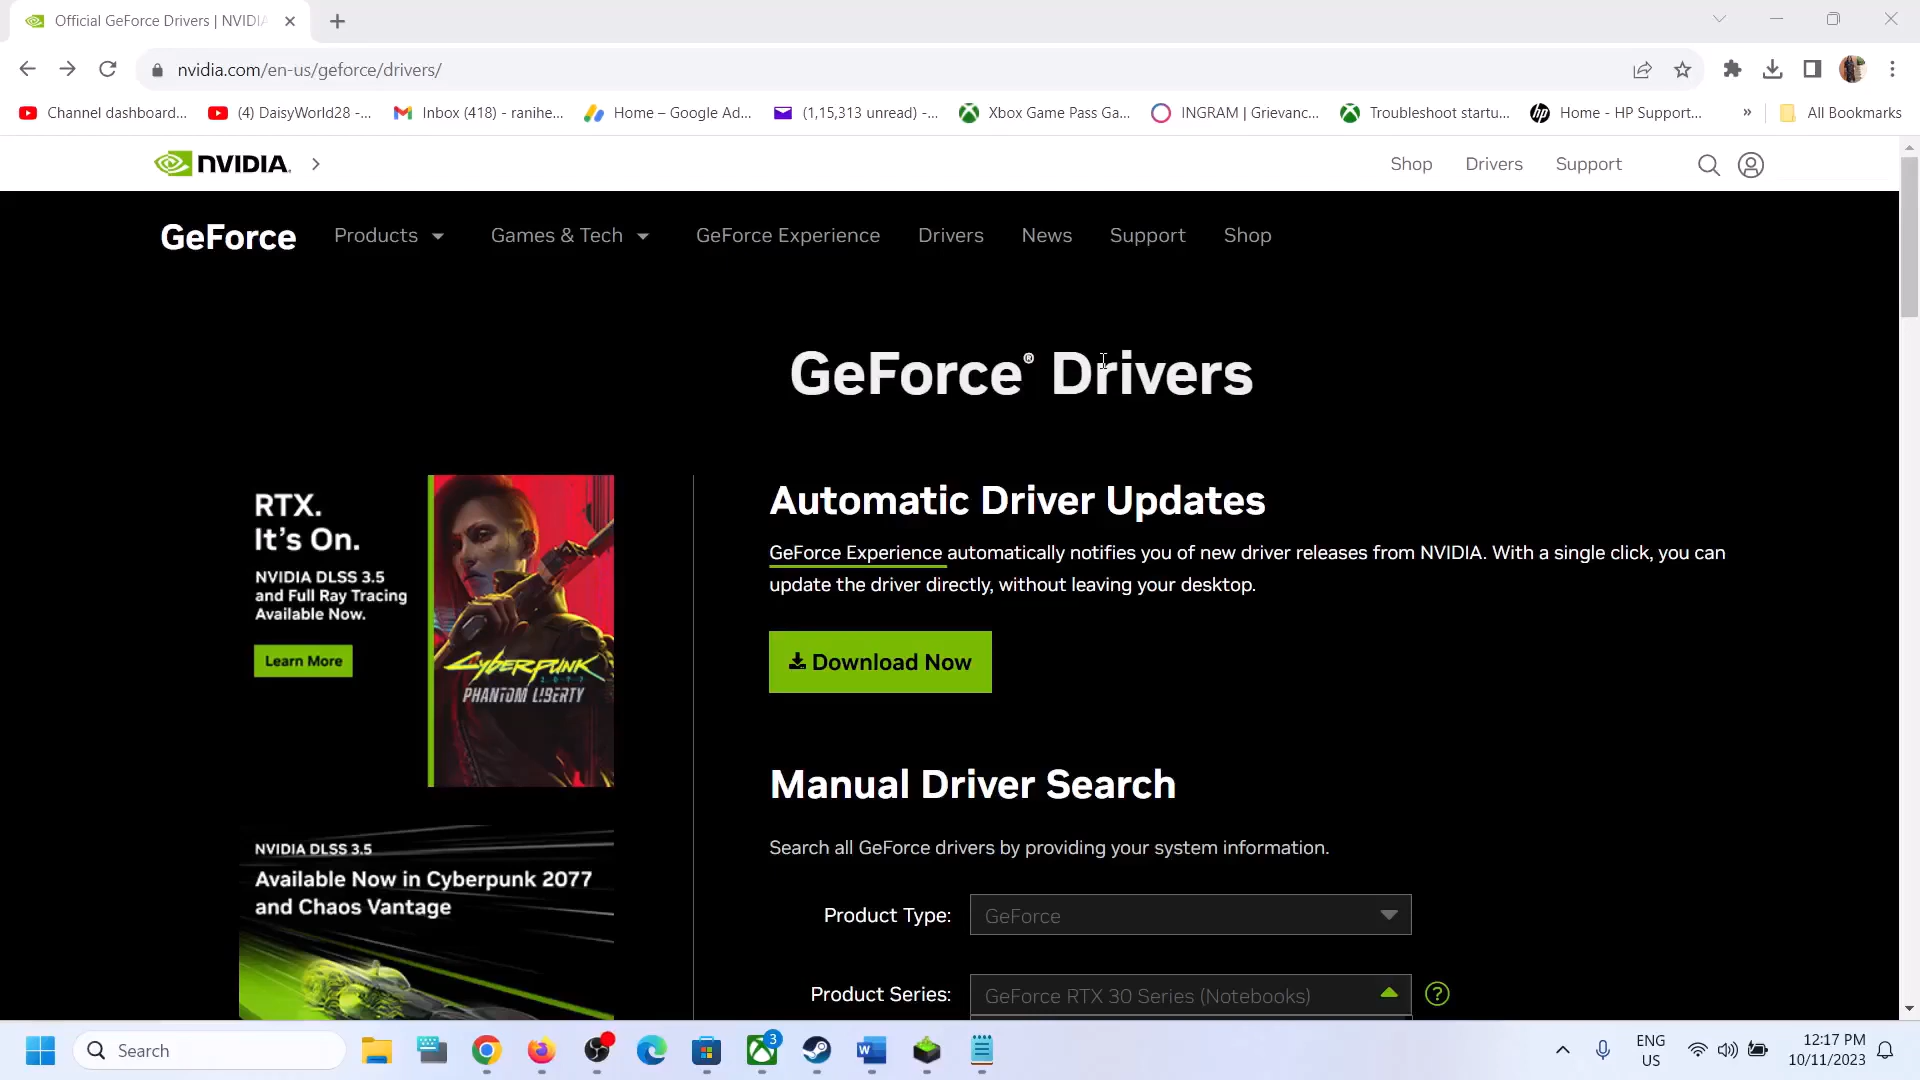 Official GeForce Drivers | NVIDIA
nvidia.com/en-us/geforce/drivers/
Channel dashboard...
(4) DaisyWorld28 -...
Inbox (418) - ranihe...
Home – Google Ad...
(1,15,313 unread) -...
Xbox Game Pass Ga...
INGRAM | Grievanc...
Troubleshoot startu...
Home - HP Support...
»
All Bookmarks
NVIDIA.
Shop
Drivers
Support
GeForce
Products
Games & Tech
GeForce Experience
Drivers
News
Support
Shop
GeForce® Drivers
RTX.
It's On.
NVIDIA DLSS 3.5
and Full Ray Tracing
Available Now.
Learn More
CYBERPUNK
2077
PHANTOM LIBERTY
Automatic Driver Updates
GeForce Experience automatically notifies you of new driver releases from NVIDIA. With a single click, you can
update the driver directly, without leaving your desktop.
Download Now
Manual Driver Search
Search all GeForce drivers by providing your system information.
Product Type:
GeForce
Product Series:
GeForce RTX 30 Series (Notebooks)
?
NVIDIA DLSS 3.5
Available Now in Cyberpunk 2077
and Chaos Vantage
Search
3
ENG
US
12:17 PM
10/11/2023